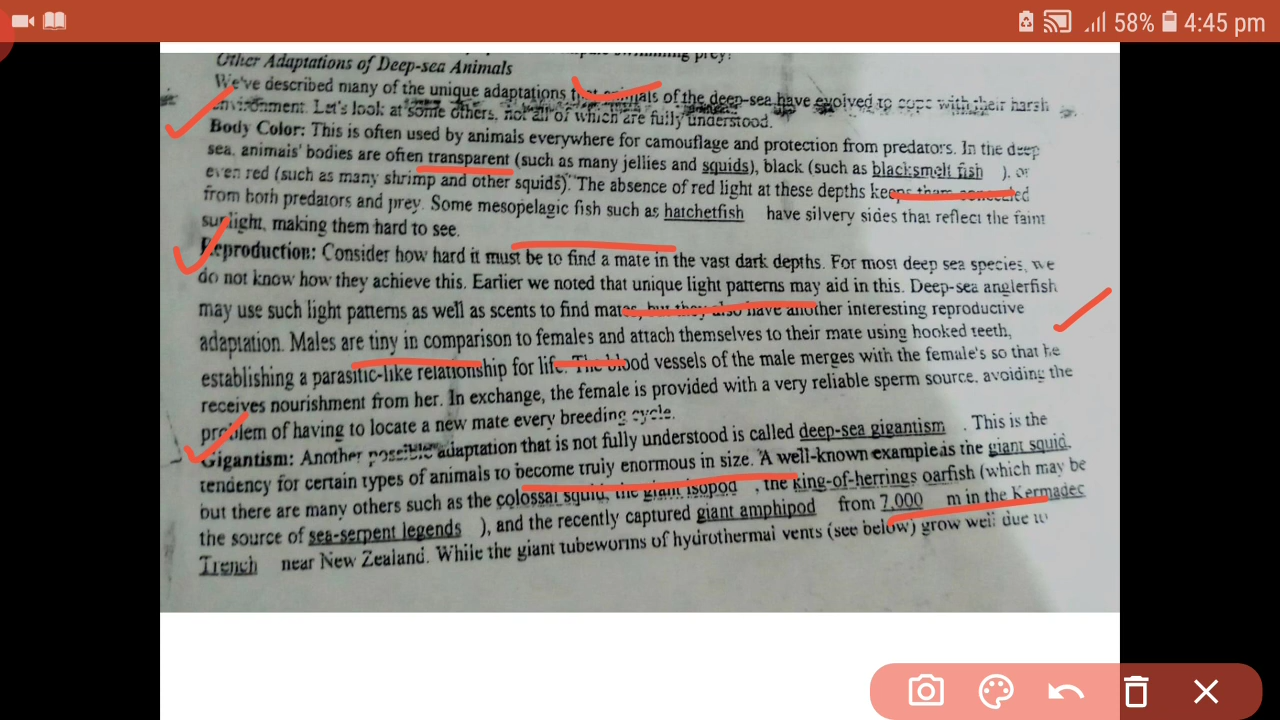 58% 4:45 pm
swimming prey.
Other Adaptations of Deep-sea Animals
We've described many of the unique adaptations that animals of the deep-sea have evolved to cope with their harsh
environment. Let's look at some others, not all of which are fully understood.
Body Color: This is often used by animals everywhere for camouflage and protection from predators. In the deep
sea, animals' bodies are often transparent (such as many jellies and squids), black (such as blacksmelt fish ), or
even red (such as many shrimp and other squids). The absence of red light at these depths keeps them concealed
from both predators and prey. Some mesopelagic fish such as hatchetfish have silvery sides that reflect the faint
sunlight, making them hard to see.
Reproduction: Consider how hard it must be to find a mate in the vast dark depths. For most deep sea species, we
do not know how they achieve this. Earlier we noted that unique light patterns may aid in this. Deep-sea anglerfish
may use such light patterns as well as scents to find mates, but they also have another interesting reproductive
adaptation. Males are tiny in comparison to females and attach themselves to their mate using hooked teeth,
establishing a parasitic-like relationship for life. The blood vessels of the male merges with the female's so that he
receives nourishment from her. In exchange, the female is provided with a very reliable sperm source, avoiding the
problem of having to locate a new mate every breeding cycle.
Gigantism: Another possible adaptation that is not fully understood is called deep-sea gigantism . This is the
tendency for certain types of animals to become truly enormous in size. A well-known example is the giant squid,
but there are many others such as the colossal squid, the giant isopod , the king-of-herrings oarfish (which may be
the source of sea-serpent legends ), and the recently captured giant amphipod from 7,000 m in the Kermadec
Trench near New Zealand. While the giant tubeworms of hydrothermal vents (see below) grow well due to